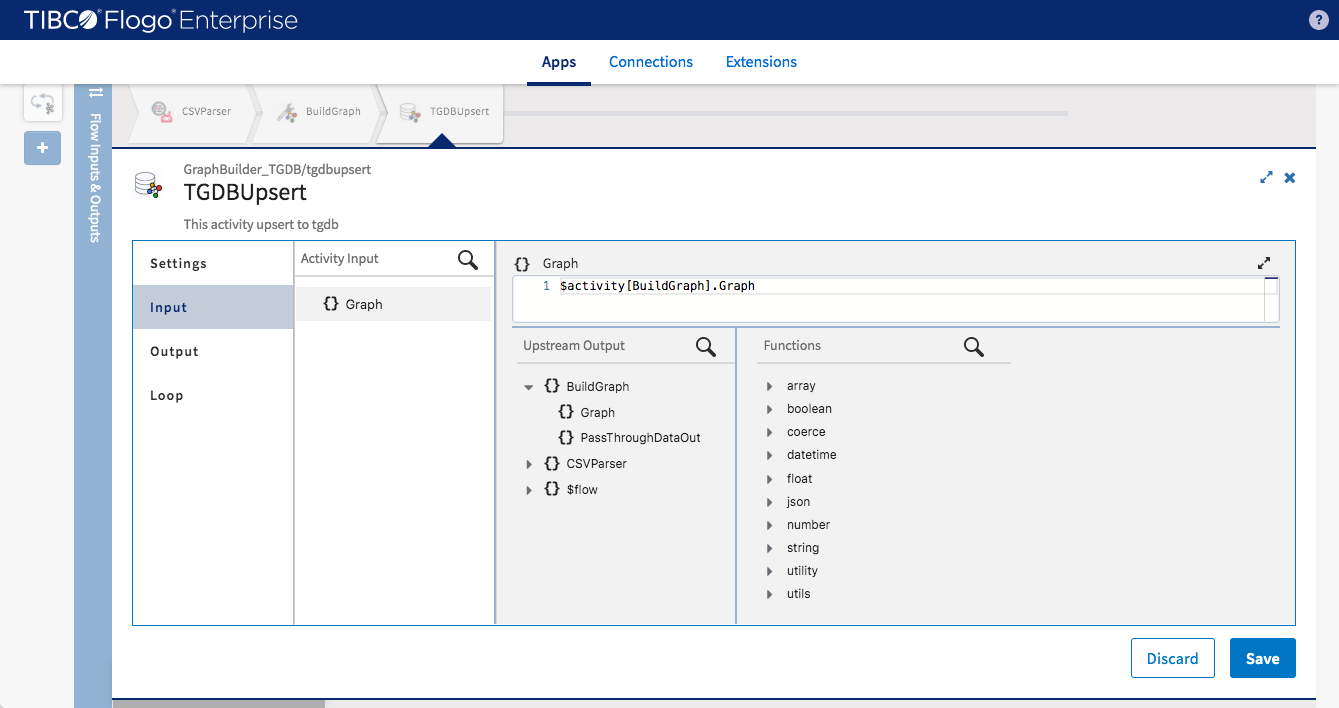 TIBCO Flogo® Enterprise
?
Apps Connections Extensions
CSVParser BuildGraph TGDBUpsert
+
Flow Inputs & Outputs
GraphBuilder_TGDB/tgdbupsert
TGDBUpsert
This activity upsert to tgdb
Settings
Input
Output
Loop
Activity Input
{} Graph
{} Graph
1 $activity[BuildGraph].Graph
Upstream Output
{} BuildGraph
{} Graph
{} PassThroughDataOut
{} CSVParser
{} $flow
Functions
array
boolean
coerce
datetime
float
json
number
string
utility
utils
Discard Save